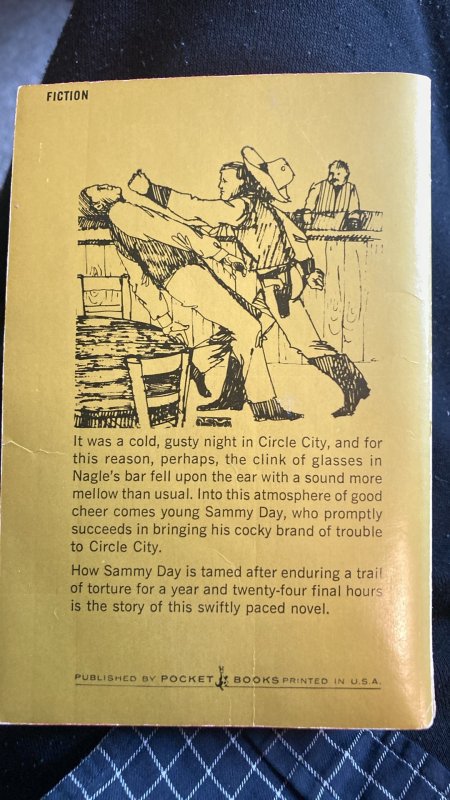 FICTION
It was a cold, gusty night in Circle City, and for
this reason, perhaps, the clink of glasses in
Nagle's bar fell upon the ear with a sound more
mellow than usual. Into this atmosphere of good
cheer comes young Sammy Day, who promptly
succeeds in bringing his cocky brand of trouble
to Circle City.
How Sammy Day is tamed after enduring a trail
of torture for a year and twenty-four final hours
is the story of this swiftly paced novel.
PUBLISHED BY POCKET BOOKS PRINTED IN U.S.A.